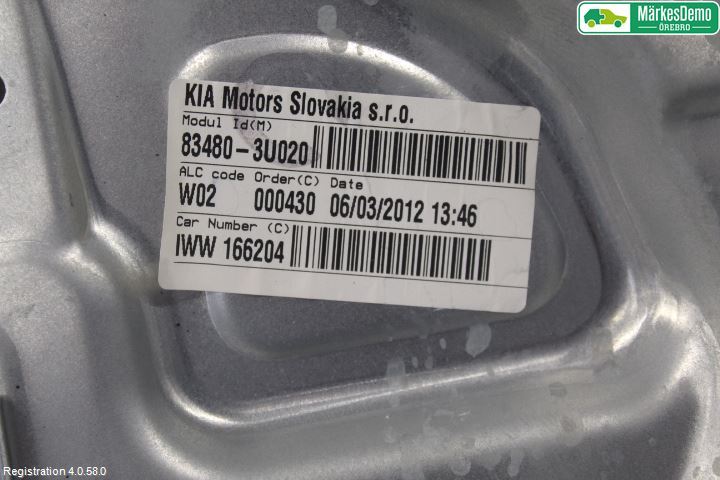 MärkesDemo
ÖREBRO
KIA Motors Slovakia s.r.o.
Modul Id(M)
83480-3U020
ALC code Order(C) Date
W02 000430 06/03/2012 13:46
Car Number (C)
IWW 166204
Registration 4.0.58.0